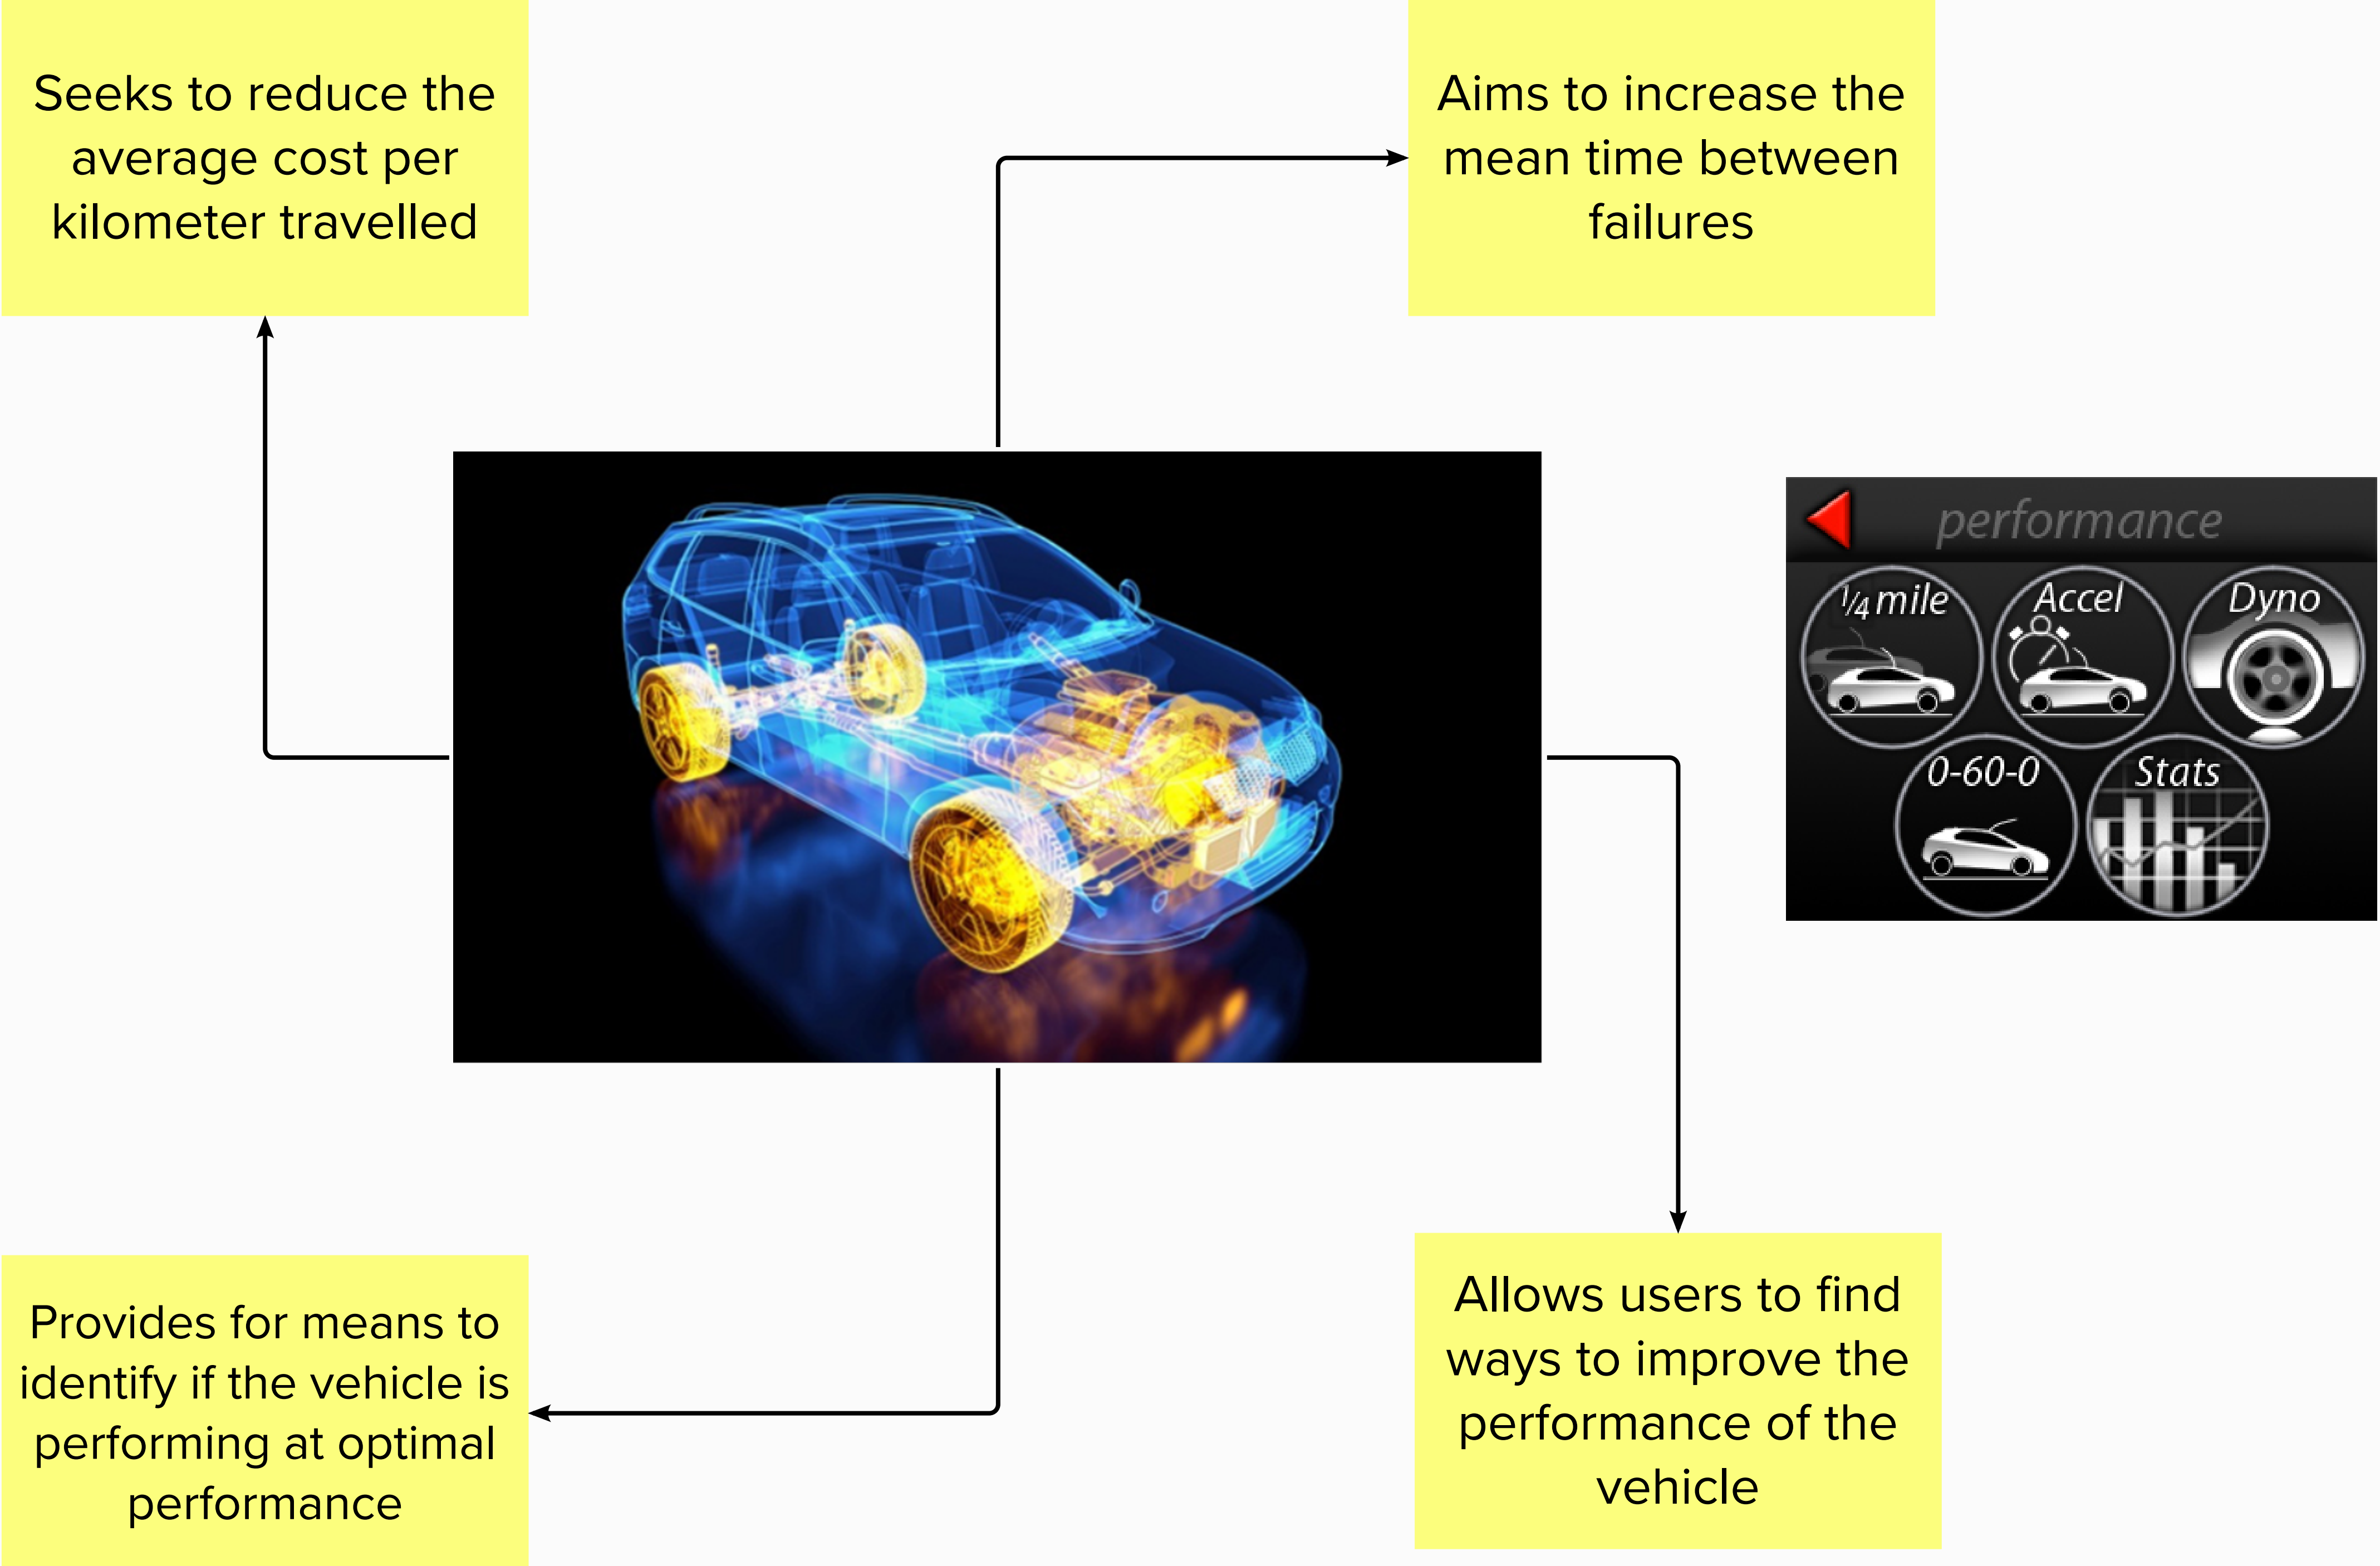 Seeks to reduce the
average cost per
kilometer travelled
Aims to increase the
mean time between
failures
performance
1/4 mile
Accel
Dyno
0-60-0
Stats
Provides for means to
identify if the vehicle is
performing at optimal
performance
Allows users to find
ways to improve the
performance of the
vehicle